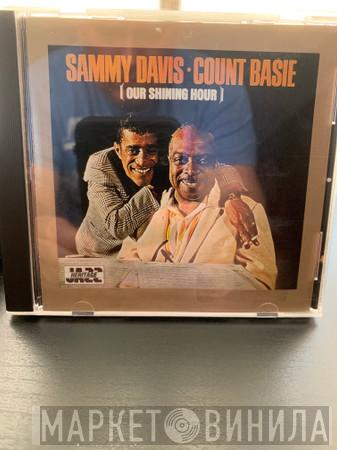 SAMMY DAVIS · COUNT BASIE
( OUR SHINING HOUR )
JAZZ
HERITAGE
МАРКЕТ ВИНИЛА